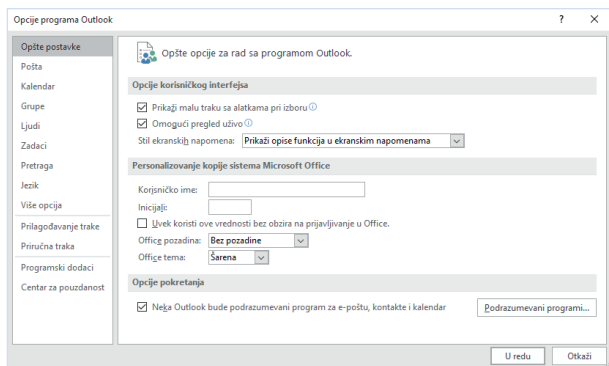 Opcije programa Outlook ? ×
Opšte postavke
Pošta
Kalendar
Grupe
Ljudi
Zadaci
Pretraga
Jezik
Više opcija
Prilagođavanje trake
Priručna traka
Programski dodaci
Centar za pouzdanost
Opšte opcije za rad sa programom Outlook.
Opcije korisničkog interfejsa
Prikaži malu traku sa alatkama pri izboru
Omogući pregled uživo
Stil ekranskih napomena: Prikaži opise funkcija u ekranskim napomenama
Personalizovanje kopije sistema Microsoft Office
Korisničko ime:
Inicijali:
Uvek koristi ove vrednosti bez obzira na prijavljivanje u Office.
Office pozadina: Bez pozadine
Office tema: Šarena
Opcije pokretanja
Neka Outlook bude podrazumevani program za e-poštu, kontakte i kalendar Podrazumevani programi...
U redu Otkaži